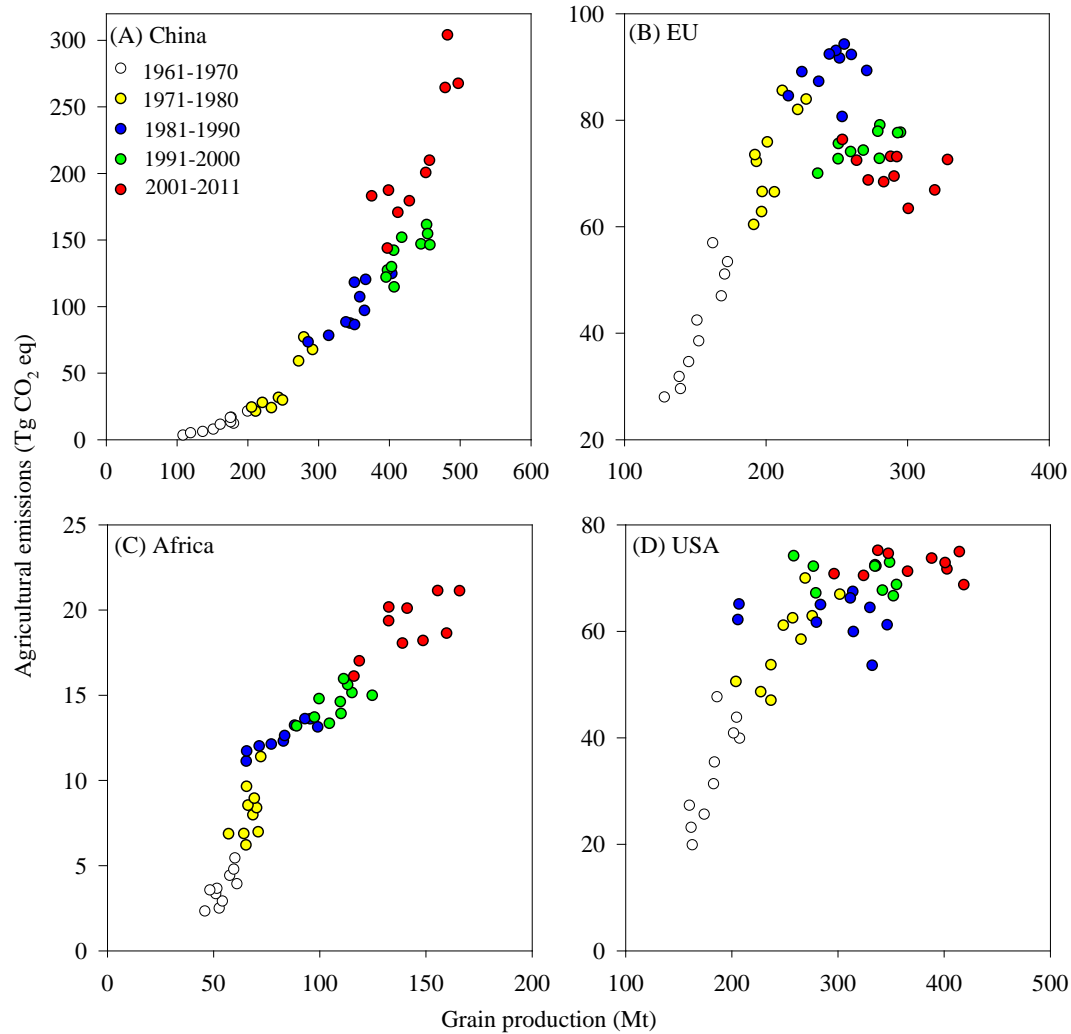 (A) China
1961-1970
1971-1980
1981-1990
1991-2000
2001-2011
300
250
200
150
100
50
0
0 100 200 300 400 500 600
(B) EU
100
80
60
40
20
100 200 300 400
(C) Africa
25
20
15
10
5
0
0 50 100 150 200
(D) USA
80
60
40
20
0
100 200 300 400 500
Agricultural emissions (Tg CO₂ eq)
Grain production (Mt)